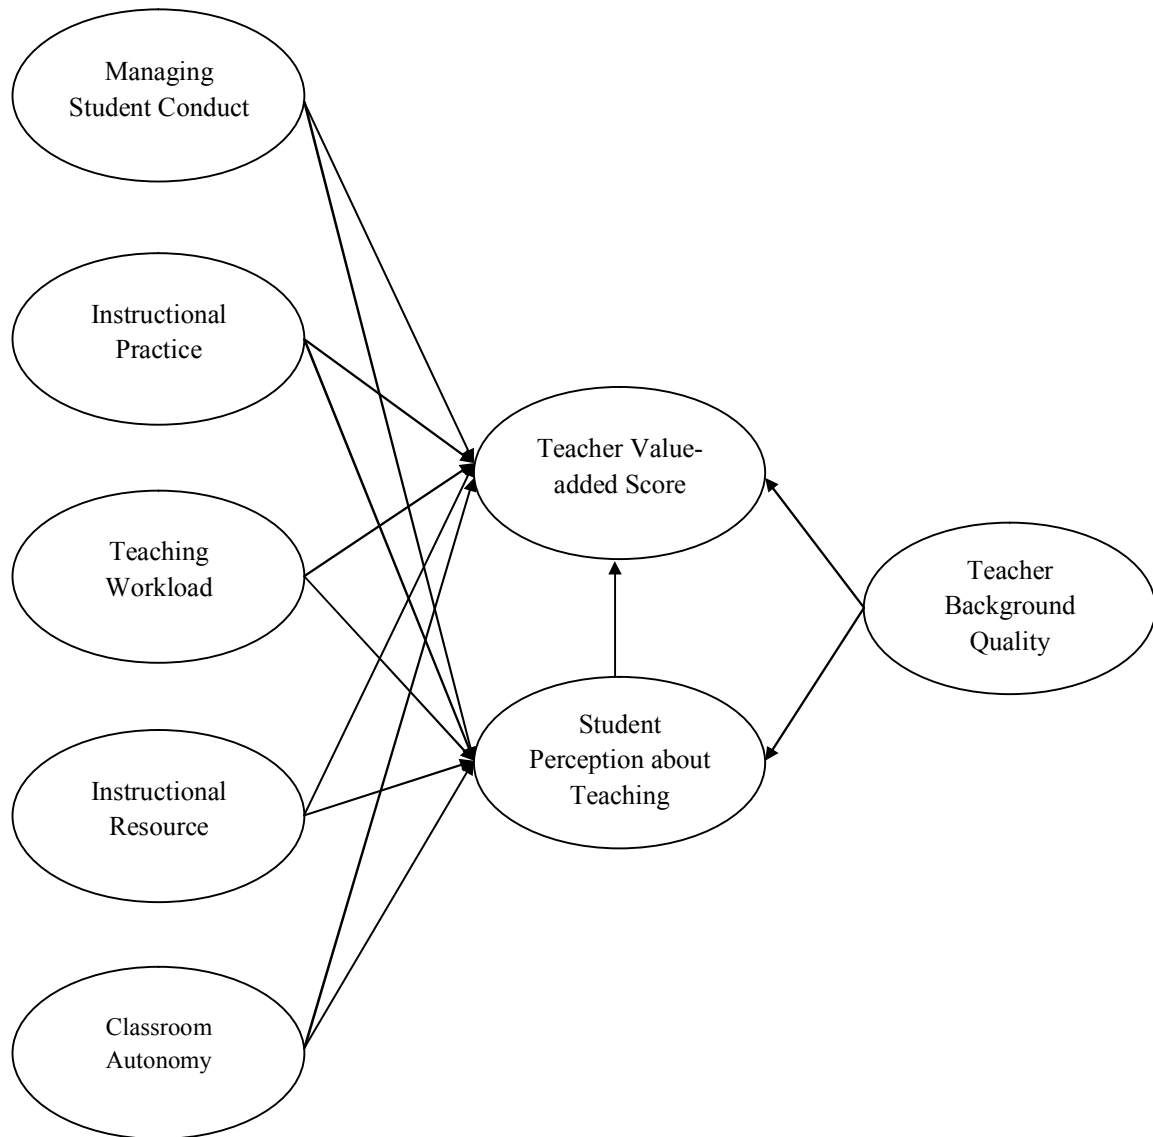 Managing
Student Conduct
Instructional
Practice
Teaching
Workload
Instructional
Resource
Classroom
Autonomy
Teacher Value-
added Score
Student
Perception about
Teaching
Teacher
Background
Quality